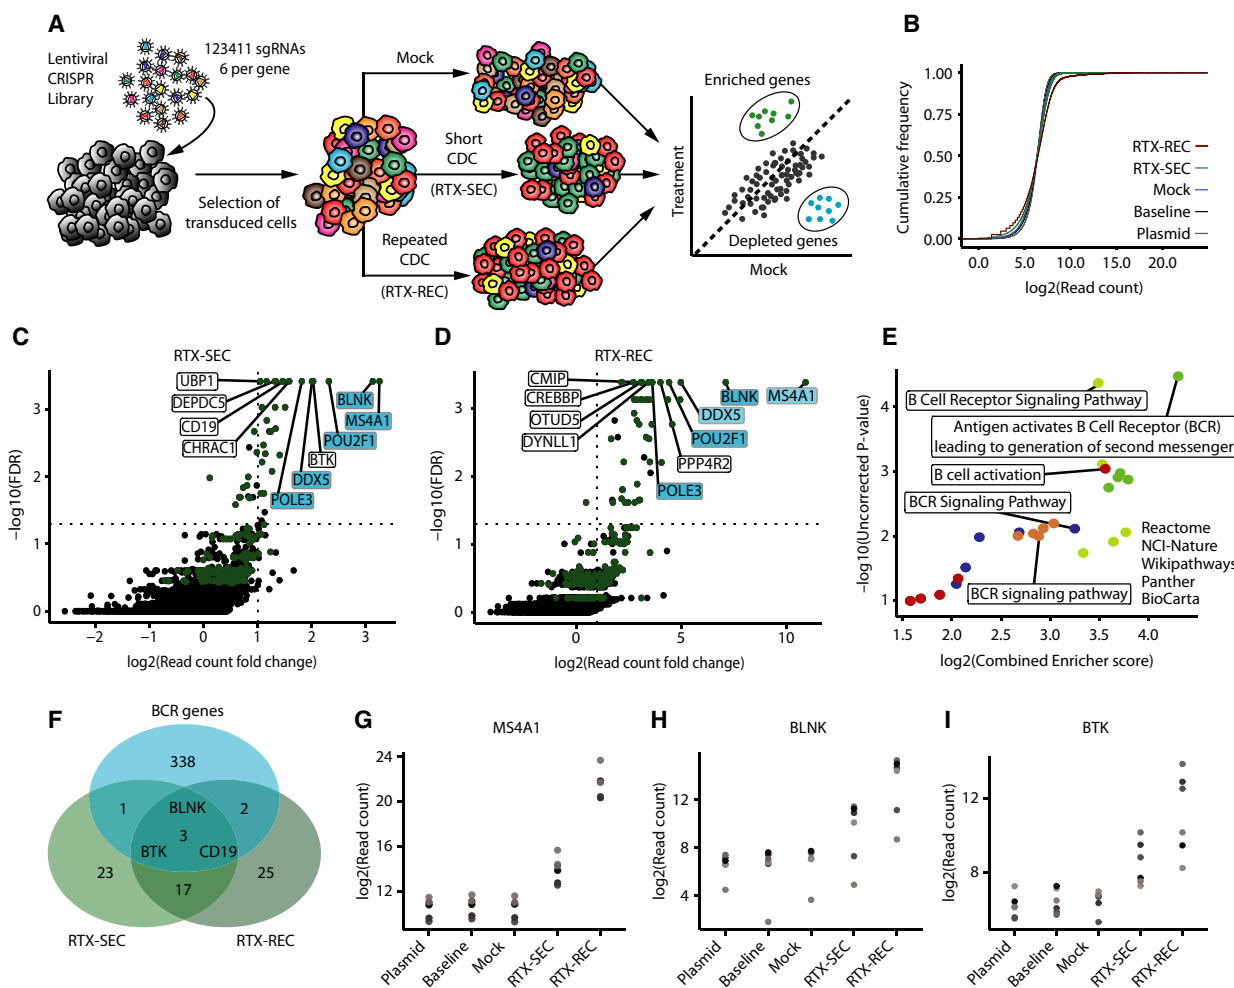 A
Lentiviral
CRISPR
Library
123411 sgRNAs
6 per gene
Selection of
transduced cells
Mock
Short
CDC
(RTX-SEC)
Repeated
CDC
(RTX-REC)
Enriched genes
Treatment
Depleted genes
Mock
B
Cumulative frequency
1.00
0.75
0.50
0.25
0.00
RTX-REC
RTX-SEC
Mock
Baseline
Plasmid
0.0 5.0 10.0 15.0 20.0
log2(Read count)
C
RTX-SEC
−log10(FDR)
3
2
1
0
UBP1
DEPDC5
CD19
CHRAC1
BLNK
MS4A1
POU2F1
BTK
DDX5
POLE3
−2 −1 0 1 2 3
log2(Read count fold change)
D
RTX-REC
−log10(FDR)
3
2
1
0
CMIP
CREBBP
OTUD5
DYNLL1
BLNK
MS4A1
DDX5
POU2F1
PPP4R2
POLE3
0 5 10
log2(Read count fold change)
E
−log10(Uncorrected P-value)
4
3
2
1
B Cell Receptor Signaling Pathway
Antigen activates B Cell Receptor (BCR)
leading to generation of second messenger
B cell activation
BCR Signaling Pathway
BCR signaling pathway
Reactome
NCI-Nature
Wikipathways
Panther
BioCarta
1.5 2.0 2.5 3.0 3.5 4.0
log2(Combined Enricher score)
F
BCR genes
338
1
BLNK
2
3
BTK
CD19
23
17
25
RTX-SEC
RTX-REC
G
MS4A1
log2(Read count)
24
20
16
12
Plasmid
Baseline
Mock
RTX-SEC
RTX-REC
H
BLNK
log2(Read count)
12
8
4
Plasmid
Baseline
Mock
RTX-SEC
RTX-REC
I
BTK
log2(Read count)
12
8
Plasmid
Baseline
Mock
RTX-SEC
RTX-REC